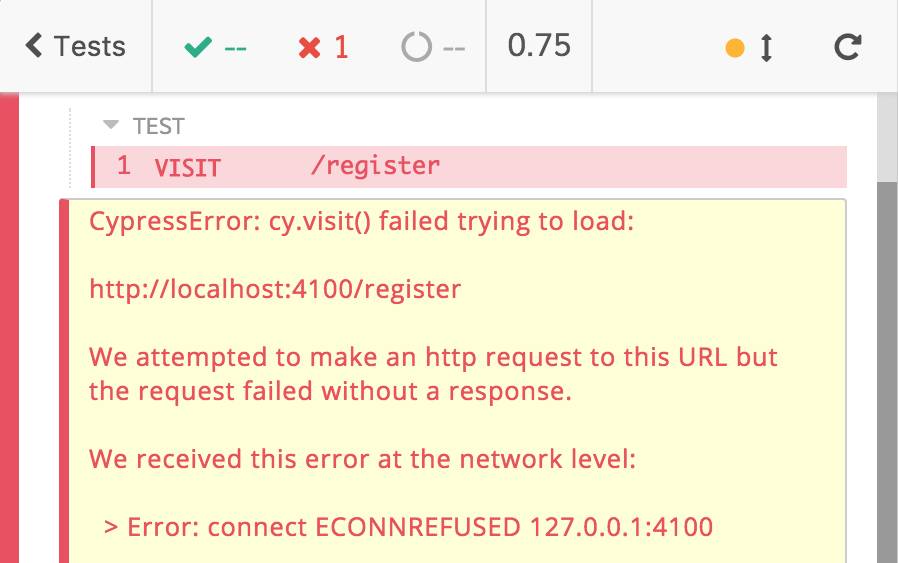 Tests -- 1 -- 0.75
TEST
1 VISIT /register
CypressError: cy.visit() failed trying to load:
http://localhost:4100/register
We attempted to make an http request to this URL but
the request failed without a response.
We received this error at the network level:
> Error: connect ECONNREFUSED 127.0.0.1:4100